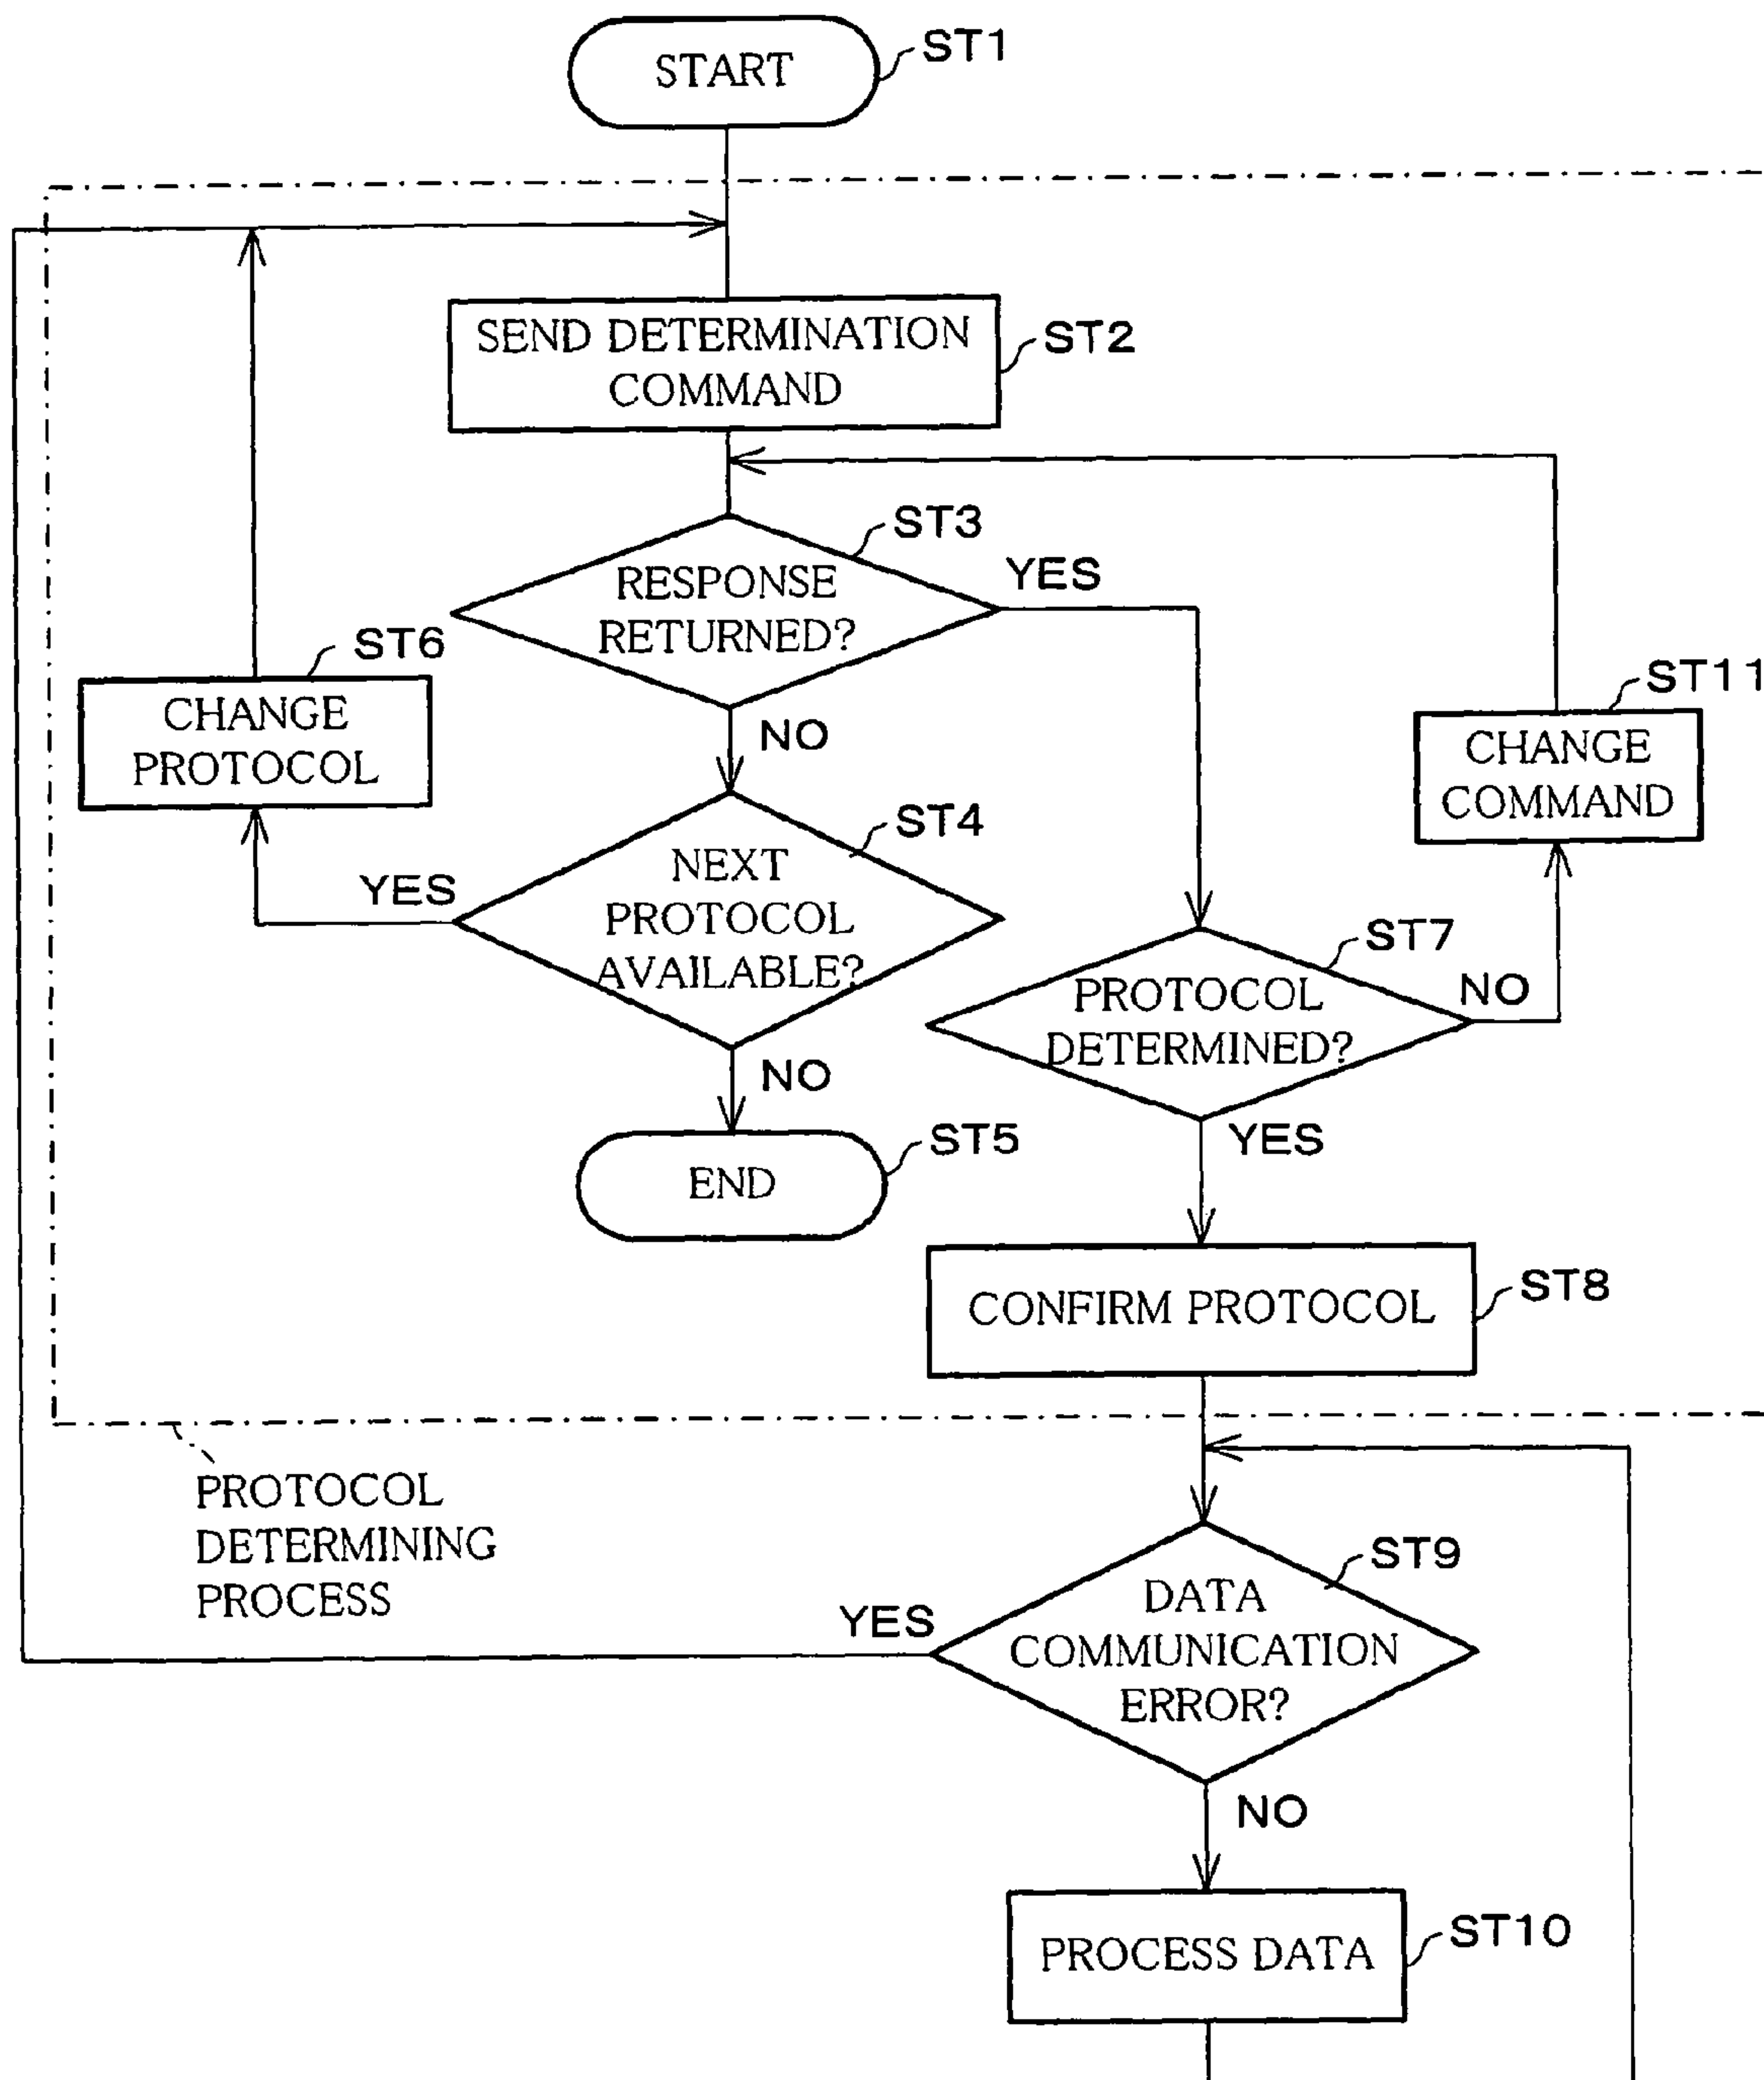 START
ST1
SEND DETERMINATION
COMMAND
ST2
ST3
RESPONSE
RETURNED?
YES
NO
ST6
CHANGE
PROTOCOL
ST11
CHANGE
COMMAND
ST4
NEXT
PROTOCOL
AVAILABLE?
YES
NO
ST7
PROTOCOL
DETERMINED?
NO
YES
END
ST5
CONFIRM PROTOCOL
ST8
PROTOCOL
DETERMINING
PROCESS
ST9
DATA
COMMUNICATION
ERROR?
YES
NO
PROCESS DATA
ST10